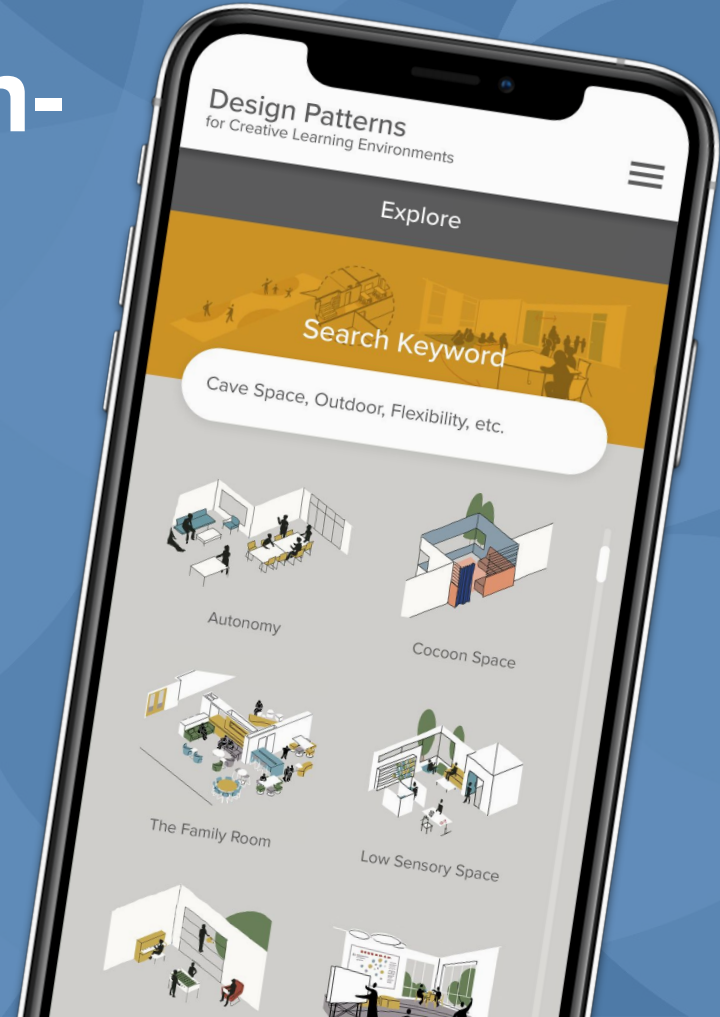 n-
Design Patterns
for Creative Learning Environments
Explore
Search Keyword
Cave Space, Outdoor, Flexibility, etc.
Autonomy
Cocoon Space
The Family Room
Low Sensory Space